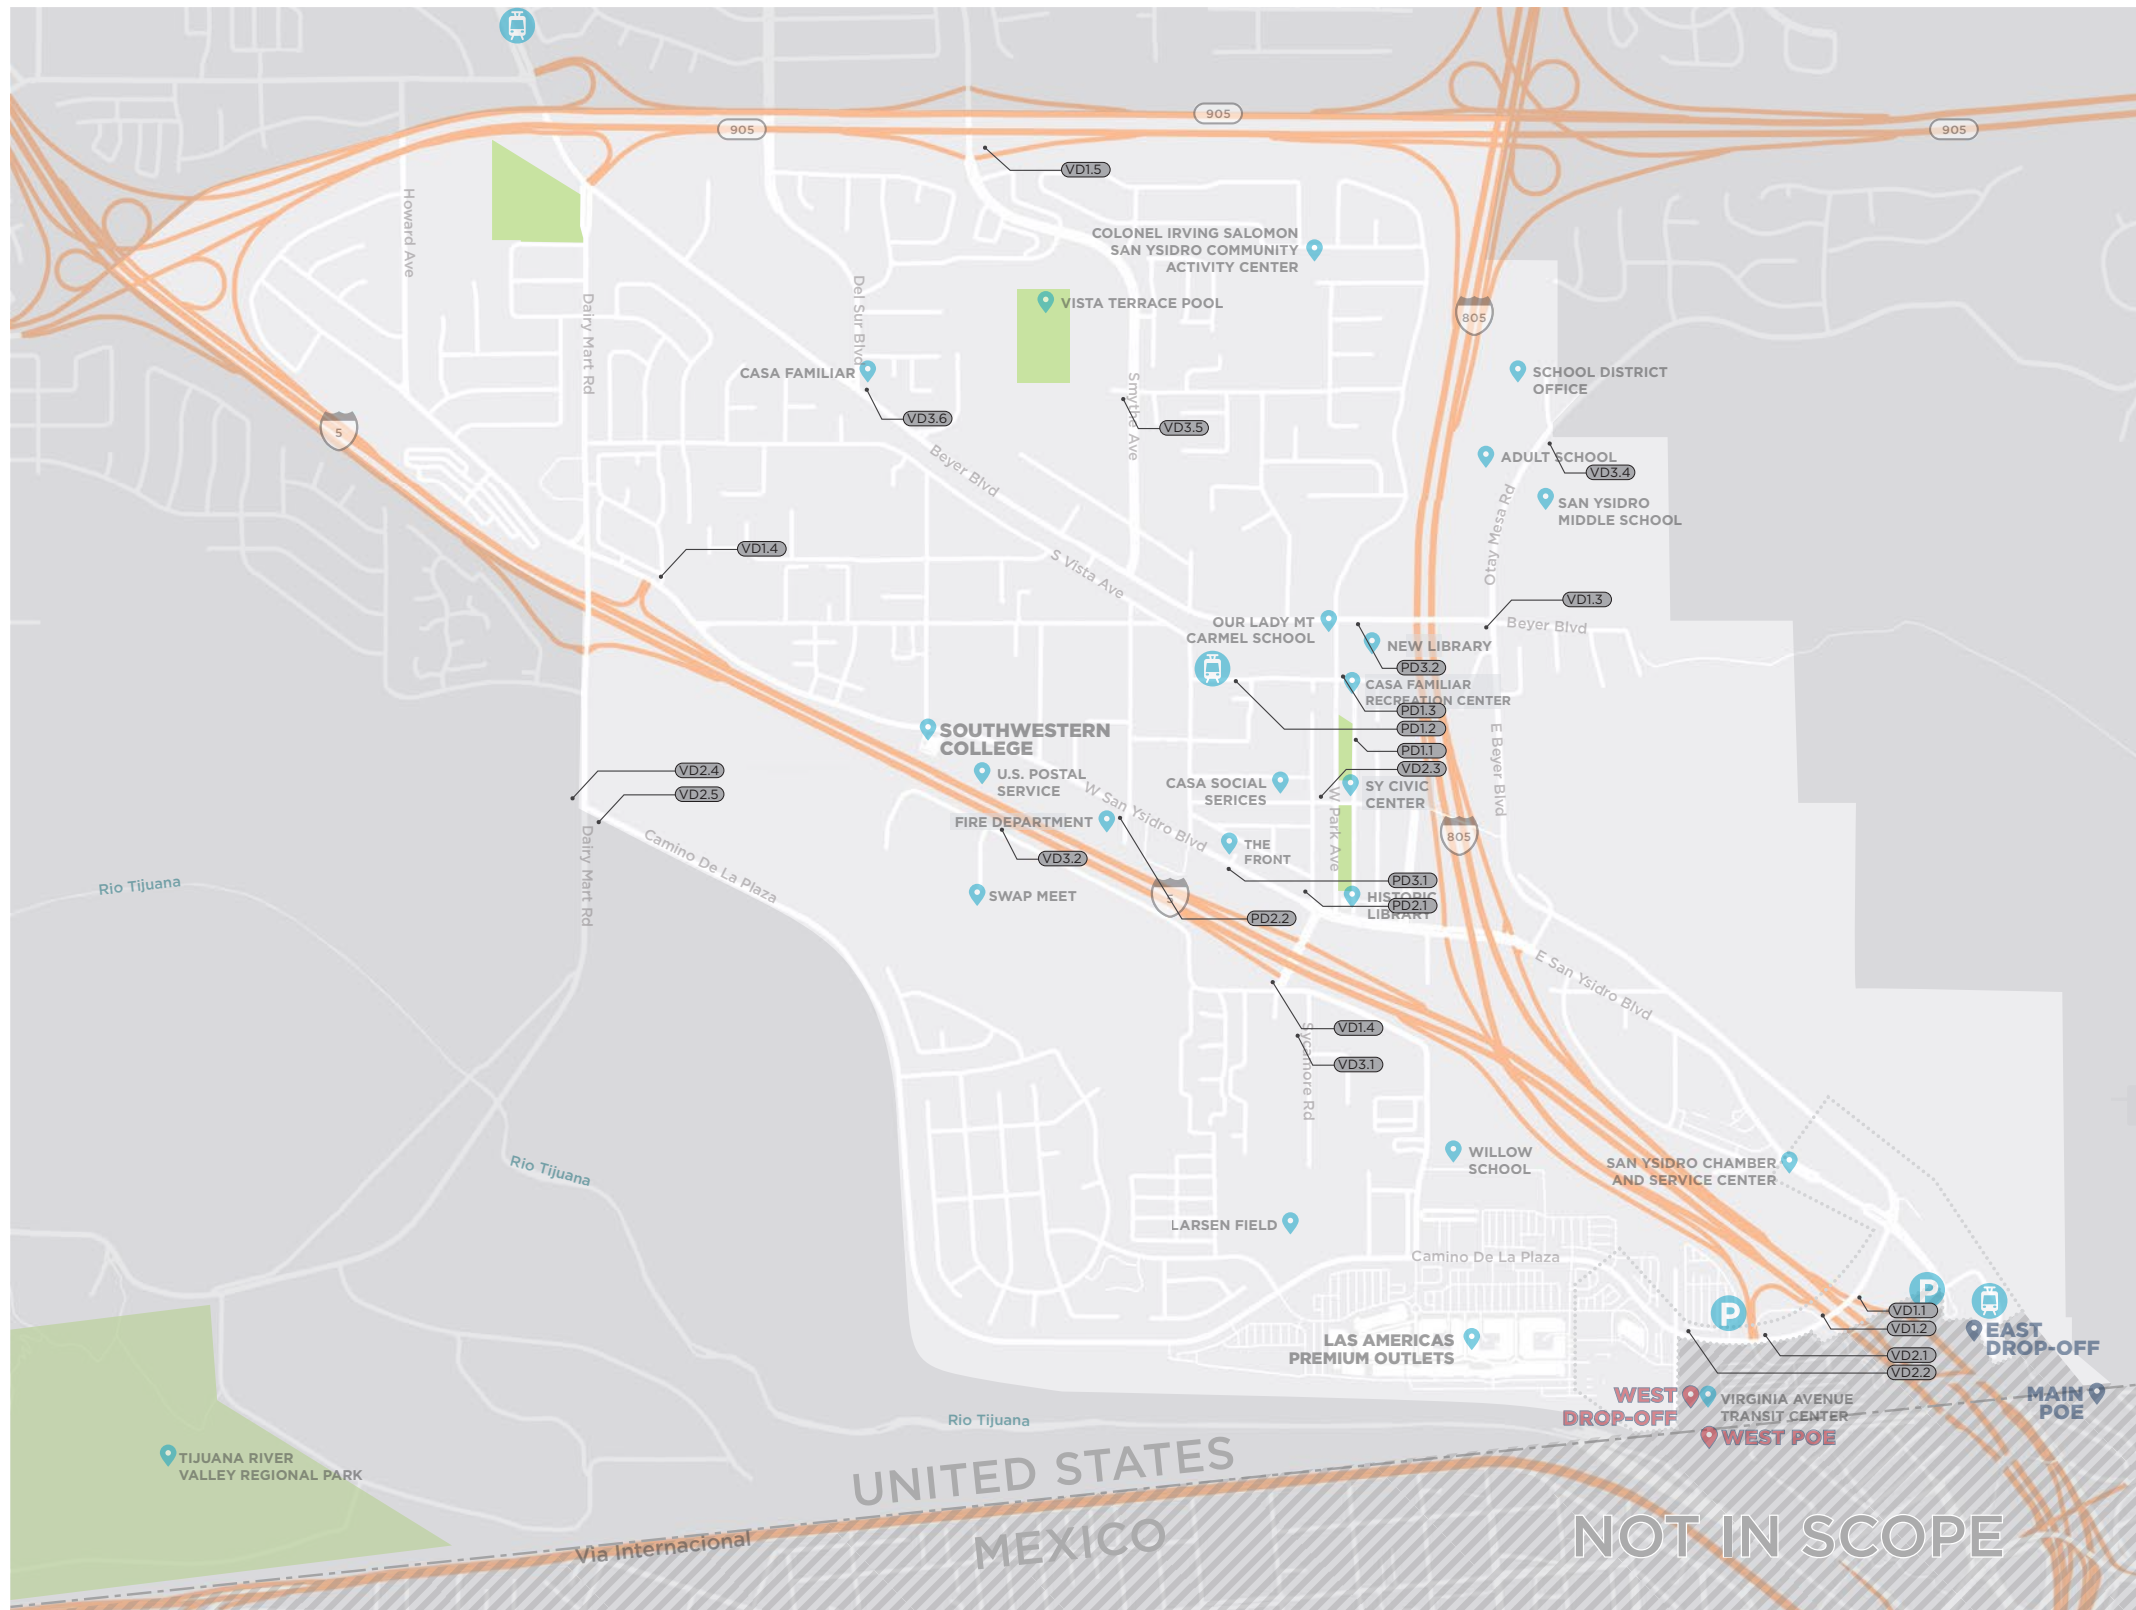 905
905
905
VD1.5
Howard Ave
COLONEL IRVING SALOMON
SAN YSIDRO COMMUNITY
ACTIVITY CENTER
Del Sur Blvd
Dairy Mart Rd
VISTA TERRACE POOL
805
CASA FAMILIAR
Smythe Ave
SCHOOL DISTRICT
OFFICE
VD3.6
VD3.5
5
Beyer Blvd
ADULT SCHOOL
VD3.4
SAN YSIDRO
MIDDLE SCHOOL
Otay Mesa Rd
VD1.4
S Vista Ave
VD1.3
Beyer Blvd
OUR LADY MT
CARMEL SCHOOL
NEW LIBRARY
PD3.2
CASA FAMILIAR
RECREATION CENTER
PD1.3
PD1.2
SOUTHWESTERN
COLLEGE
PD1.1
E Beyer Blvd
VD2.3
VD2.4
VD2.5
U.S. POSTAL
SERVICE
CASA SOCIAL
SERICES
SY CIVIC
CENTER
W San Ysidro Blvd
W Park Ave
FIRE DEPARTMENT
805
Dairy Mart Rd
Camino De La Plaza
VD3.2
THE
FRONT
PD3.1
Rio Tijuana
SWAP MEET
5
HISTORIC
LIBRARY
PD2.1
PD2.2
E San Ysidro Blvd
VD1.4
VD3.1
Sycamore Rd
WILLOW
SCHOOL
SAN YSIDRO CHAMBER
AND SERVICE CENTER
Rio Tijuana
LARSEN FIELD
Camino De La Plaza
P
P
VD1.1
VD1.2
EAST
DROP-OFF
LAS AMERICAS
PREMIUM OUTLETS
VD2.1
VD2.2
WEST
DROP-OFF
VIRGINIA AVENUE
TRANSIT CENTER
MAIN
POE
WEST POE
Rio Tijuana
TIJUANA RIVER
VALLEY REGIONAL PARK
UNITED STATES
MEXICO
Via Internacional
NOT IN SCOPE